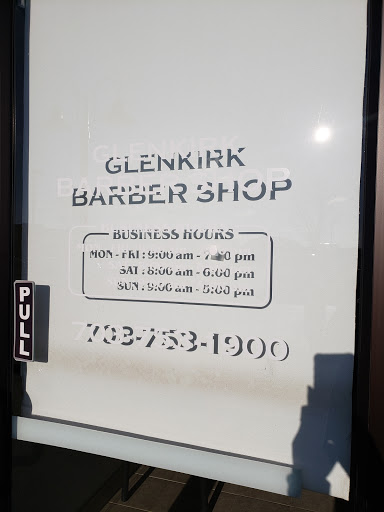 GLENKIRK
BARBER SHOP
BUSINESS HOURS
MON - FRI : 9:00 am - pm
SAT : 8:00 am - 6:00 pm
SUN : 9:00 am - 5:00 pm
703-753-1900
PULL